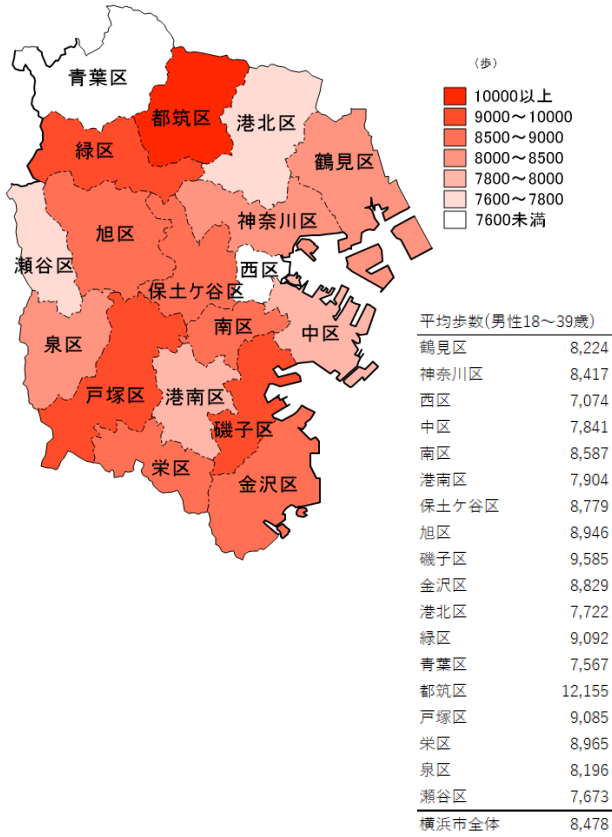 青葉区
都筑区
港北区
緑区
鶴見区
神奈川区
旭区
瀬谷区
西区
保土ケ谷区
南区
中区
泉区
戸塚区
港南区
磯子区
栄区
金沢区
(歩)
10000以上
9000～10000
8500～9000
8000～8500
7800～8000
7600～7800
7600未満
平均歩数(男性18～39歳)
鶴見区 8,224
神奈川区 8,417
西区 7,074
中区 7,841
南区 8,587
港南区 7,904
保土ケ谷区 8,779
旭区 8,946
磯子区 9,585
金沢区 8,829
港北区 7,722
緑区 9,092
青葉区 7,567
都筑区 12,155
戸塚区 9,085
栄区 8,965
泉区 8,196
瀬谷区 7,673
横浜市全体 8,478